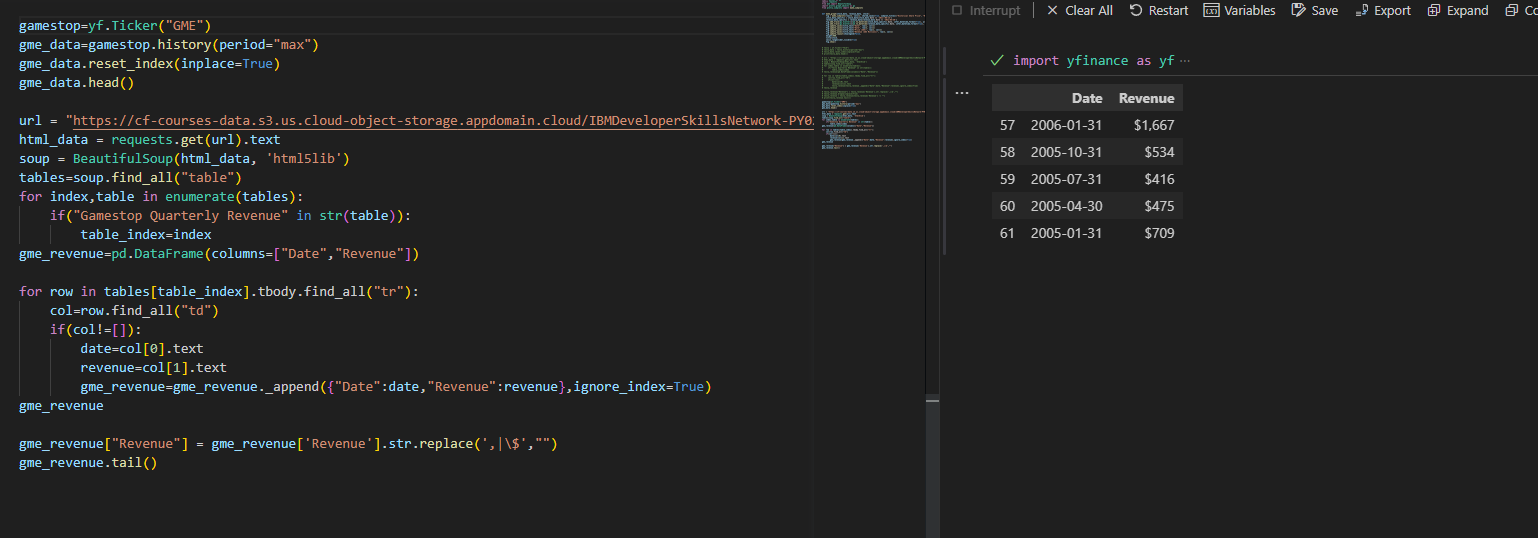 gamestop=yf.Ticker("GME")
gme_data=gamestop.history(period="max")
gme_data.reset_index(inplace=True)
gme_data.head()
url = "https://cf-courses-data.s3.us.cloud-object-storage.appdomain.cloud/IBMDeveloperSkillsNetwork-PY0
html_data = requests.get(url).text
soup = BeautifulSoup(html_data, 'html5lib')
tables=soup.find_all("table")
for index,table in enumerate(tables):
if("Gamestop Quarterly Revenue" in str(table)):
table_index=index
gme_revenue=pd.DataFrame(columns=["Date","Revenue"])
for row in tables[table_index].tbody.find_all("tr"):
col=row.find_all("td")
if(col!=[]):
date=col[0].text
revenue=col[1].text
gme_revenue=gme_revenue._append({"Date":date,"Revenue":revenue},ignore_index=True)
gme_revenue
gme_revenue["Revenue"] = gme_revenue['Revenue'].str.replace(',|\$',"")
gme_revenue.tail()
Interrupt Clear All Restart Variables Save Export Expand Co
import yfinance as yf ...
Date Revenue
57 2006-01-31 $1,667
58 2005-10-31 $534
59 2005-07-31 $416
60 2005-04-30 $475
61 2005-01-31 $709